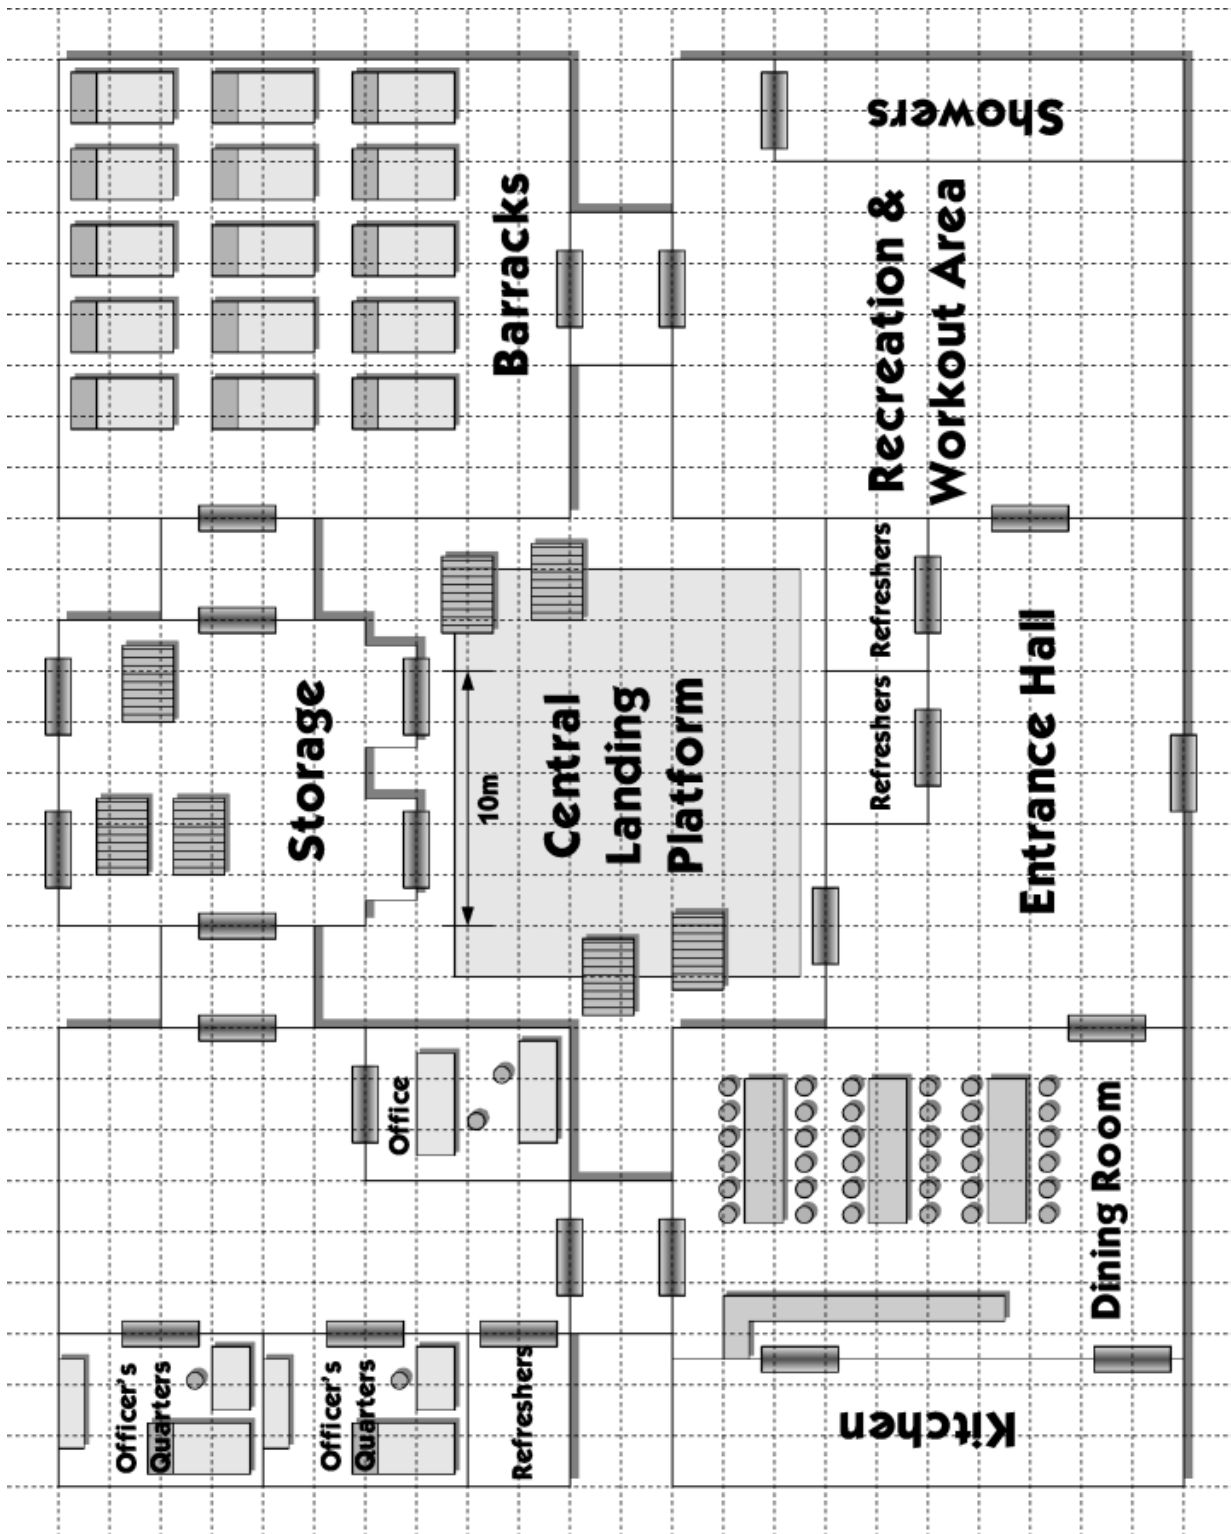 Showers
Barracks
Recreation &
Workout Area
Refreshers
Refreshers
Storage
10m
Central
Landing
Platform
Entrance Hall
Office
Dining Room
Officer's
Quarters
Officer's
Quarters
Refreshers
Kitchen